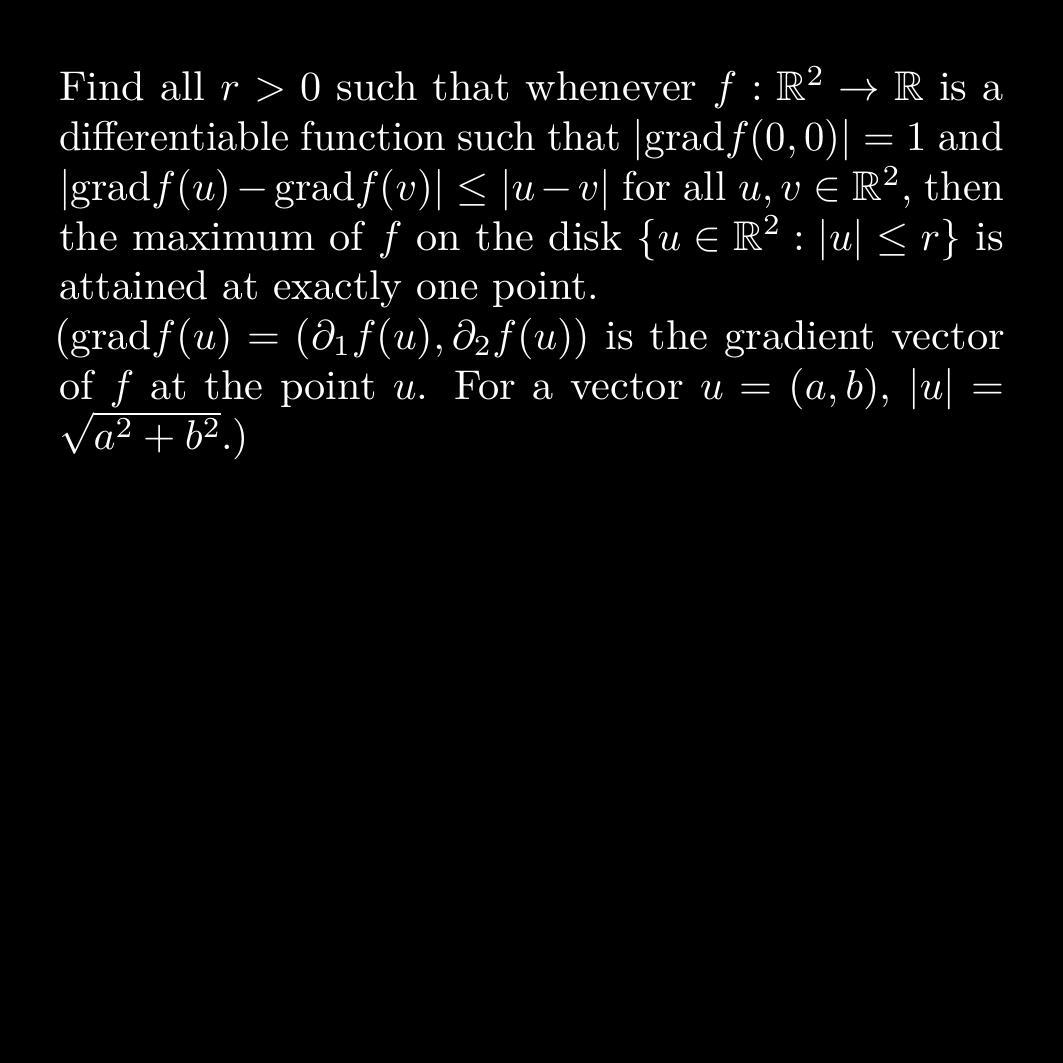 Find all r > 0 such that whenever f : ℝ² → ℝ is a
differentiable function such that |gradf(0, 0)| = 1 and
|gradf(u) − gradf(v)| ≤ |u − v| for all u, v ∈ ℝ², then
the maximum of f on the disk {u ∈ ℝ² : |u| ≤ r} is
attained at exactly one point.
(gradf(u) = (∂₁f(u), ∂₂f(u)) is the gradient vector
of f at the point u. For a vector u = (a, b), |u| =
√(a² + b²).)